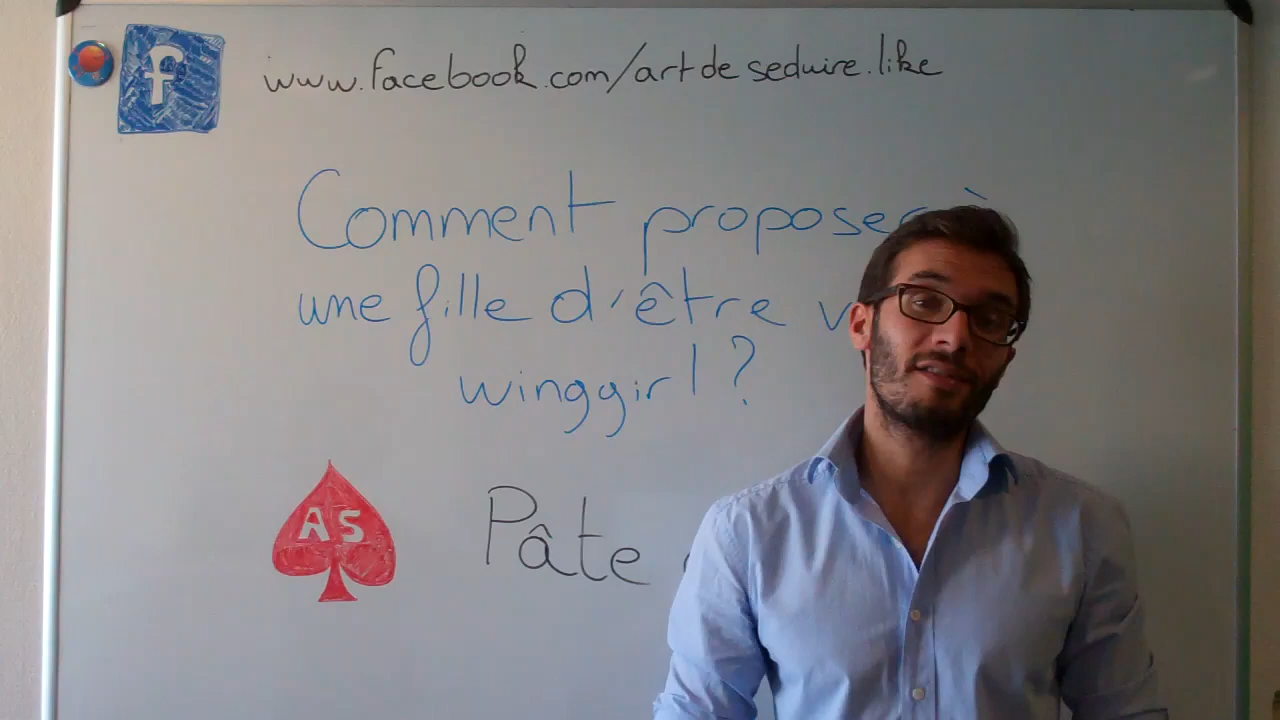 f
www.facebook.com/artdeseduire.like
Comment proposer à
une fille d'être
winggirl ?
AS
Pâte